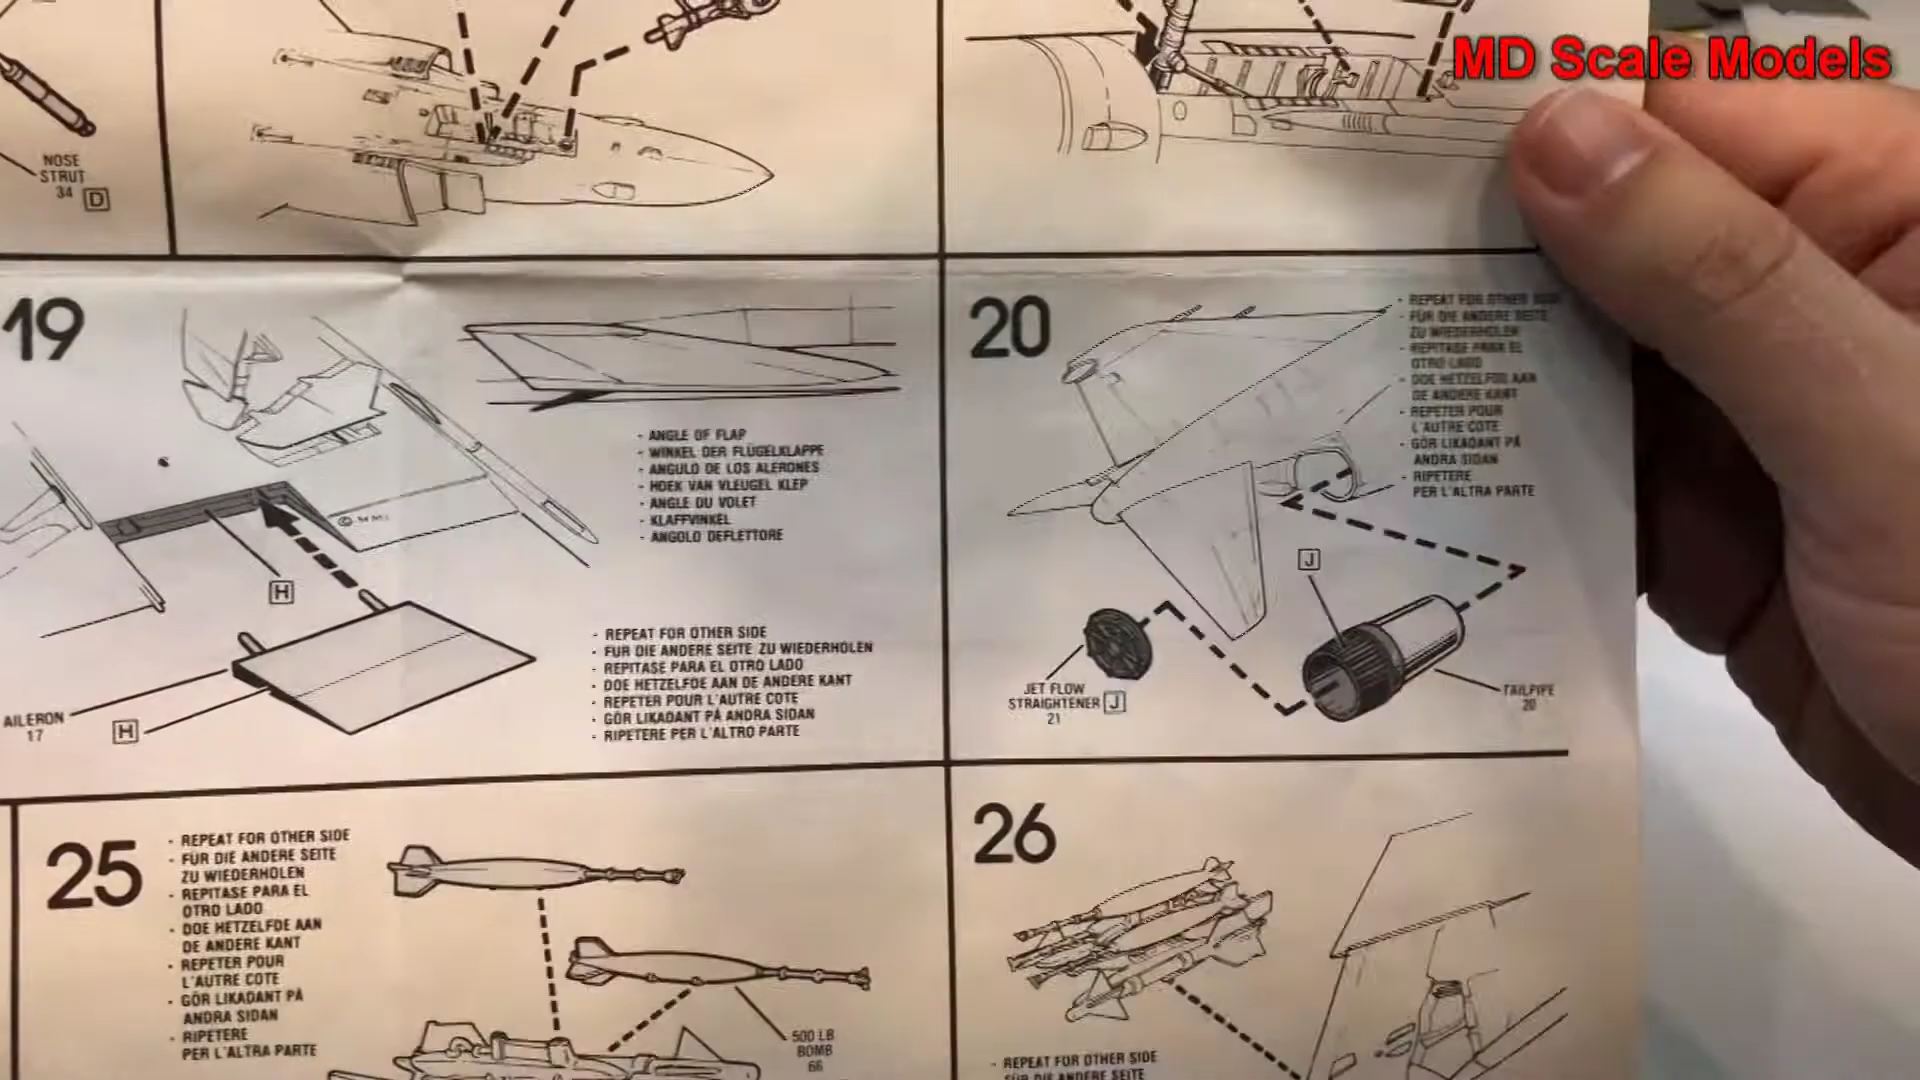 MD Scale Models
NOSE
STRUT
34 D
19
- ANGLE OF FLAP
- WINKEL DER FLÜGELKLAPPE
- ANGULO DE LOS ALERONES
- HOEK VAN VLEUGEL KLEP
- ANGLE DU VOLET
- KLAFFVINKEL
- ANGOLO DEFLETTORE
H
- REPEAT FOR OTHER SIDE
- FUR DIE ANDERE SEITE ZU WIEDERHOLEN
- REPITASE PARA EL OTRO LADO
- DOE HETZELFDE AAN DE ANDERE KANT
- REPETER POUR L'AUTRE COTE
- GÖR LIKADANT PÅ ANDRA SIDAN
- RIPETERE PER L'ALTRO PARTE
AILERON
17
H
20
- REPEAT FOR OTHER SIDE
- FÜR DIE ANDERE SEITE
ZU WIEDERHOLEN
- REPITASE PARA EL
OTRO LADO
- DOE HETZELFDE AAN
DE ANDERE KANT
- REPETER POUR
L'AUTRE COTE
- GÖR LIKADANT PÅ
ANDRA SIDAN
- RIPETERE
PER L'ALTRA PARTE
J
JET FLOW
STRAIGHTENER J
21
TAILPIPE
20
25
- REPEAT FOR OTHER SIDE
- FÜR DIE ANDERE SEITE
ZU WIEDERHOLEN
- REPITASE PARA EL
OTRO LADO
- DOE HETZELFDE AAN
DE ANDERE KANT
- REPETER POUR
L'AUTRE COTE
- GÖR LIKADANT PÅ
ANDRA SIDAN
- RIPETERE
PER L'ALTRA PARTE
500 LB
BOMB
66
26
- REPEAT FOR OTHER SIDE
FÜR DIE ANDERE SEITE